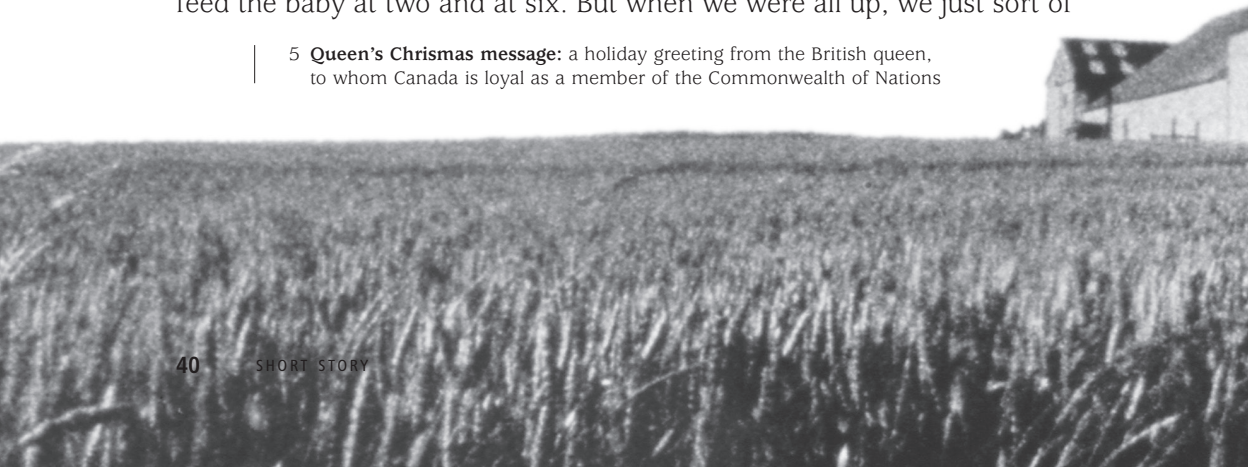 feed the baby at two and at six. But when we were all up, we just sort of
5 Queen's Chrismas message: a holiday greeting from the British queen,
to whom Canada is loyal as a member of the Commonwealth of Nations
40 SHORT STORY